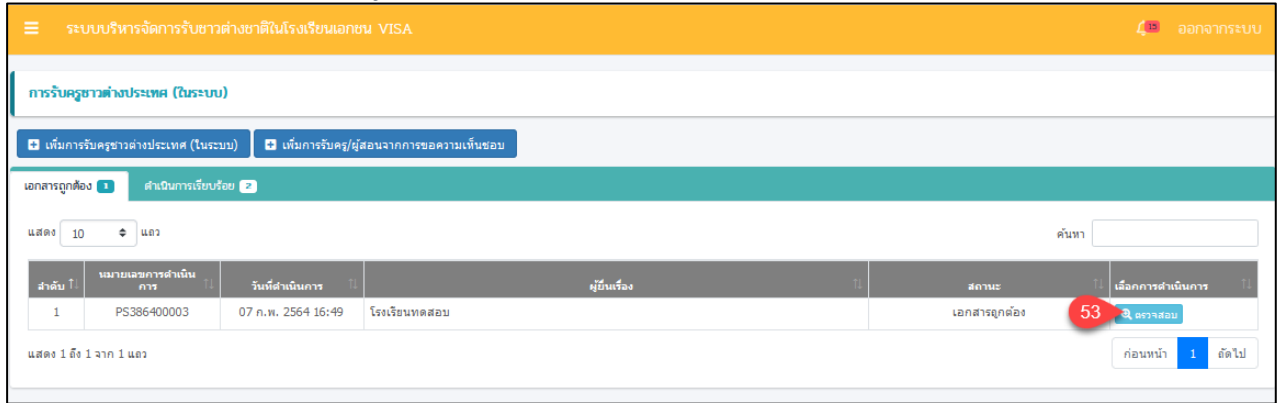 ระบบบริหารจัดการรับชาวต่างชาติในโรงเรียนเอกชน VISA 15 ออกจากระบบ
การรับครูชาวต่างประเทศ (ในระบบ)
เพิ่มการรับครูชาวต่างประเทศ (ในระบบ) เพิ่มการรับครู/ผู้สอนจากการขอความเห็นชอบ
เอกสารถูกต้อง 1 ดำเนินการเรียบร้อย 2
แสดง 10 แถว ค้นหา
ลำดับ หมายเลขการดำเนินการ วันที่ดำเนินการ ผู้ยื่นเรื่อง สถานะ เลือกการดำเนินการ
1 PS386400003 07 ก.พ. 2564 16:49 โรงเรียนทดสอบ เอกสารถูกต้อง 53 ตรวจสอบ
แสดง 1 ถึง 1 จาก 1 แถว ก่อนหน้า 1 ถัดไป